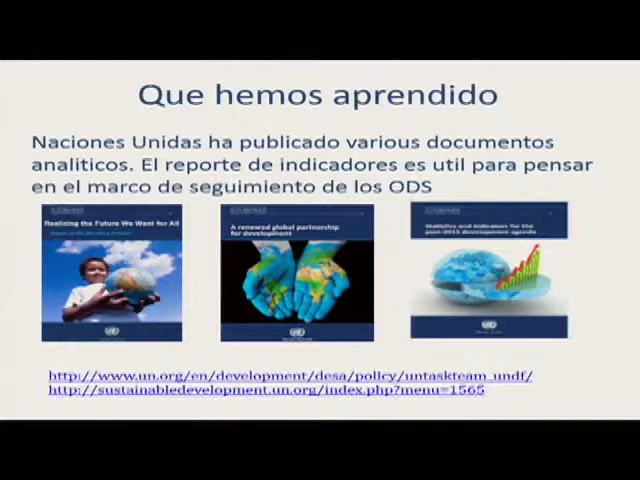 Que hemos aprendido
Naciones Unidas ha publicado various documentos
analiticos. El reporte de indicadores es util para pensar
en el marco de seguimiento de los ODS
Realizing the Future We Want for All
A renewed global partnership
for development
Statistics and Indicators for the
post-2015 development agenda
http://www.un.org/en/development/desa/policy/untaskteam_undf/
http://sustainabledevelopment.un.org/index.php?menu=1565